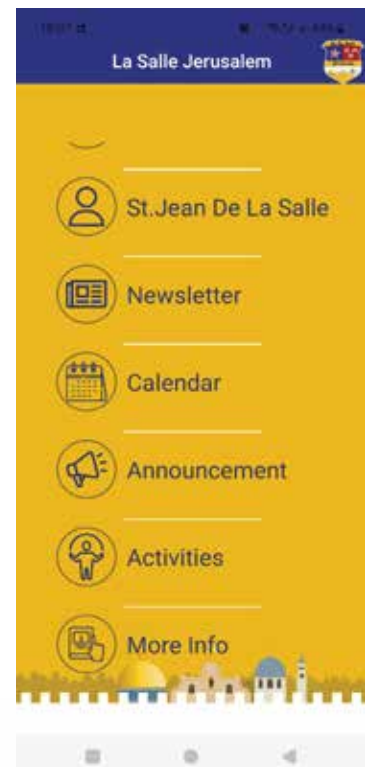 La Salle Jerusalem
St.Jean De La Salle
Newsletter
Calendar
Announcement
Activities
More Info